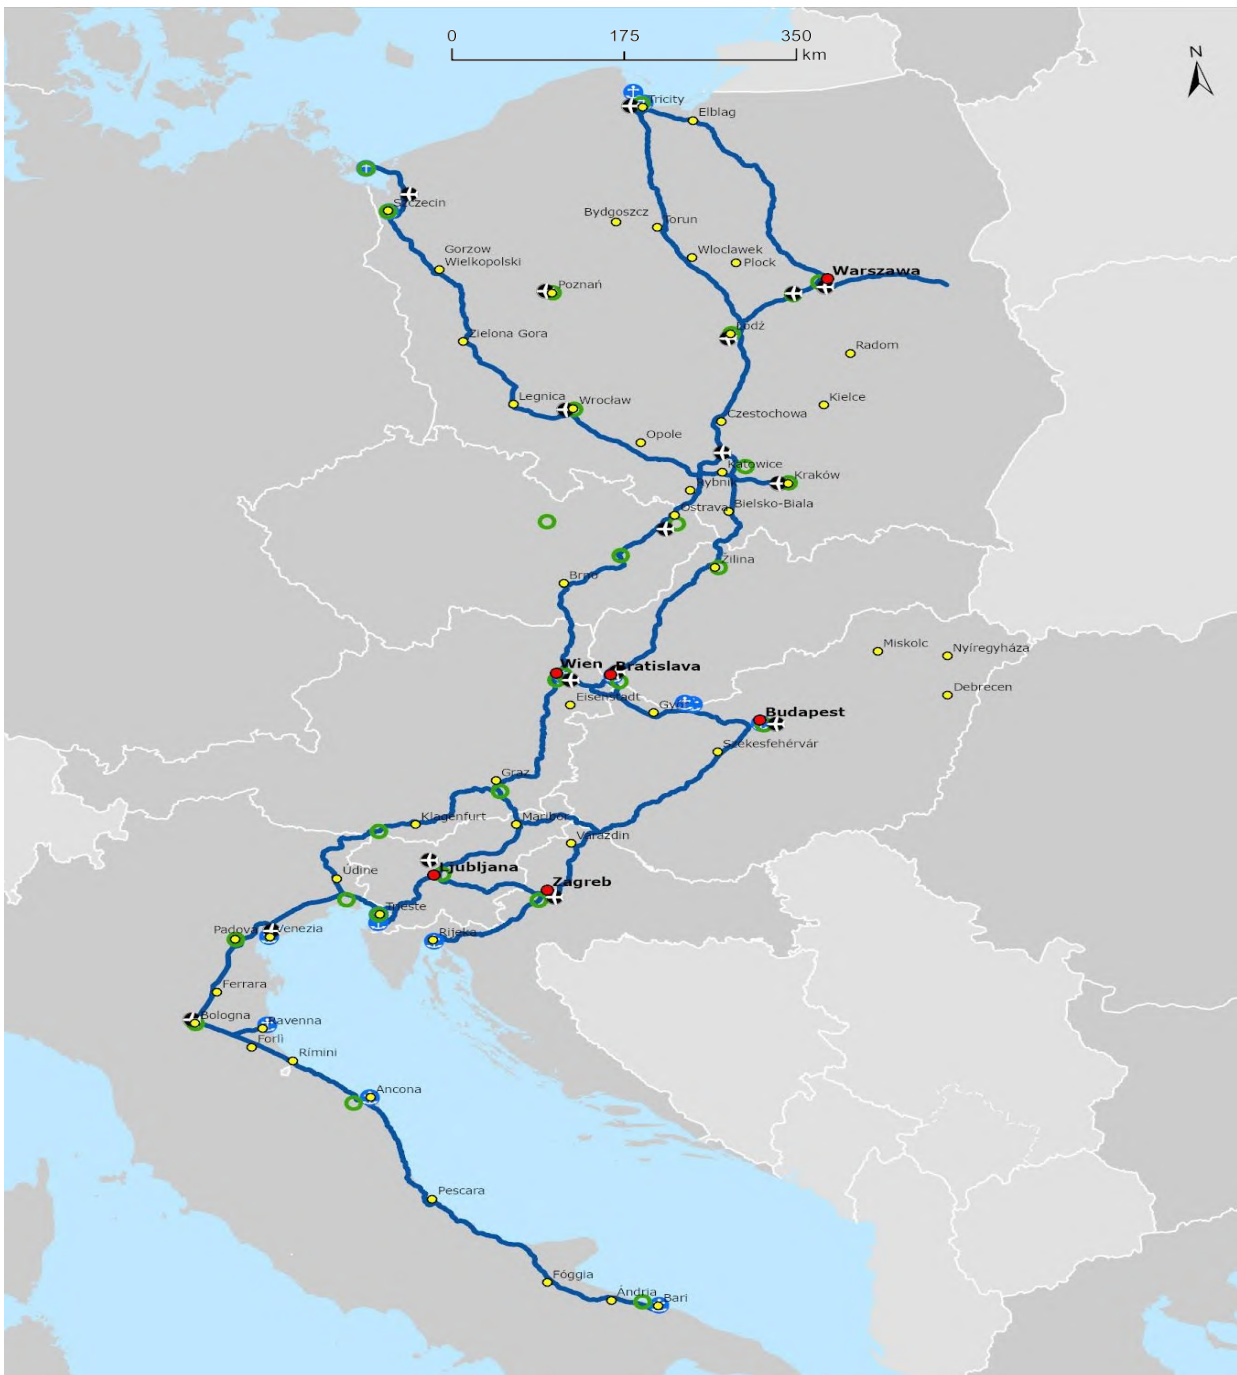 0 175 350
km
N
Tricity
Elblag
Szczecin
Bydgoszcz
Torun
Gorzow
Wielkopolski
Wloclawek
Plock
Warszawa
Poznań
Zielona Gora
Łódź
Radom
Legnica
Wrocław
Kielce
Czestochowa
Opole
Katowice
Kraków
Rybnik
Ostrava
Bielsko-Biala
Zilina
Brno
Miskolc
Nyíregyháza
Wien
Bratislava
Debrecen
Eisenstadt
Budapest
Székesfehérvár
Graz
Klagenfurt
Maribor
Varazdin
Ljubljana
Udine
Zagreb
Trieste
Padova
Venezia
Rijeka
Ferrara
Bologna
Ravenna
Forlì
Rímini
Ancona
Pescara
Fóggia
Ándria
Bari